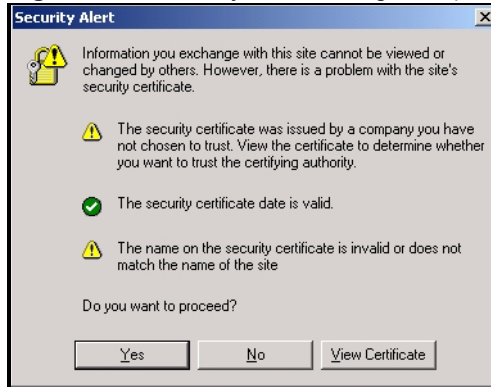 Security Alert
Information you exchange with this site cannot be viewed or
changed by others. However, there is a problem with the site's
security certificate.
The security certificate was issued by a company you have
not chosen to trust. View the certificate to determine whether
you want to trust the certifying authority.
The security certificate date is valid.
The name on the security certificate is invalid or does not
match the name of the site
Do you want to proceed?
Yes
No
View Certificate